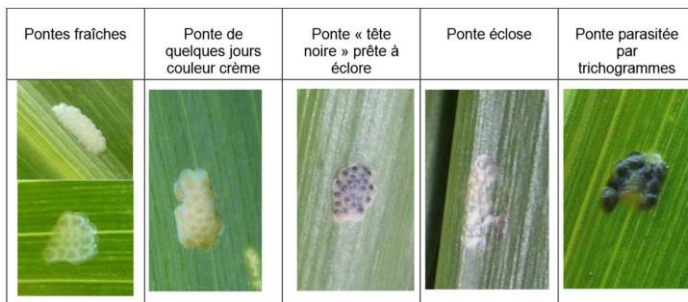 Pontes fraîches
Ponte de
quelques jours
couleur crème
Ponte « tête
noire » prête à
éclore
Ponte éclose
Ponte parasitée
par
trichogrammes